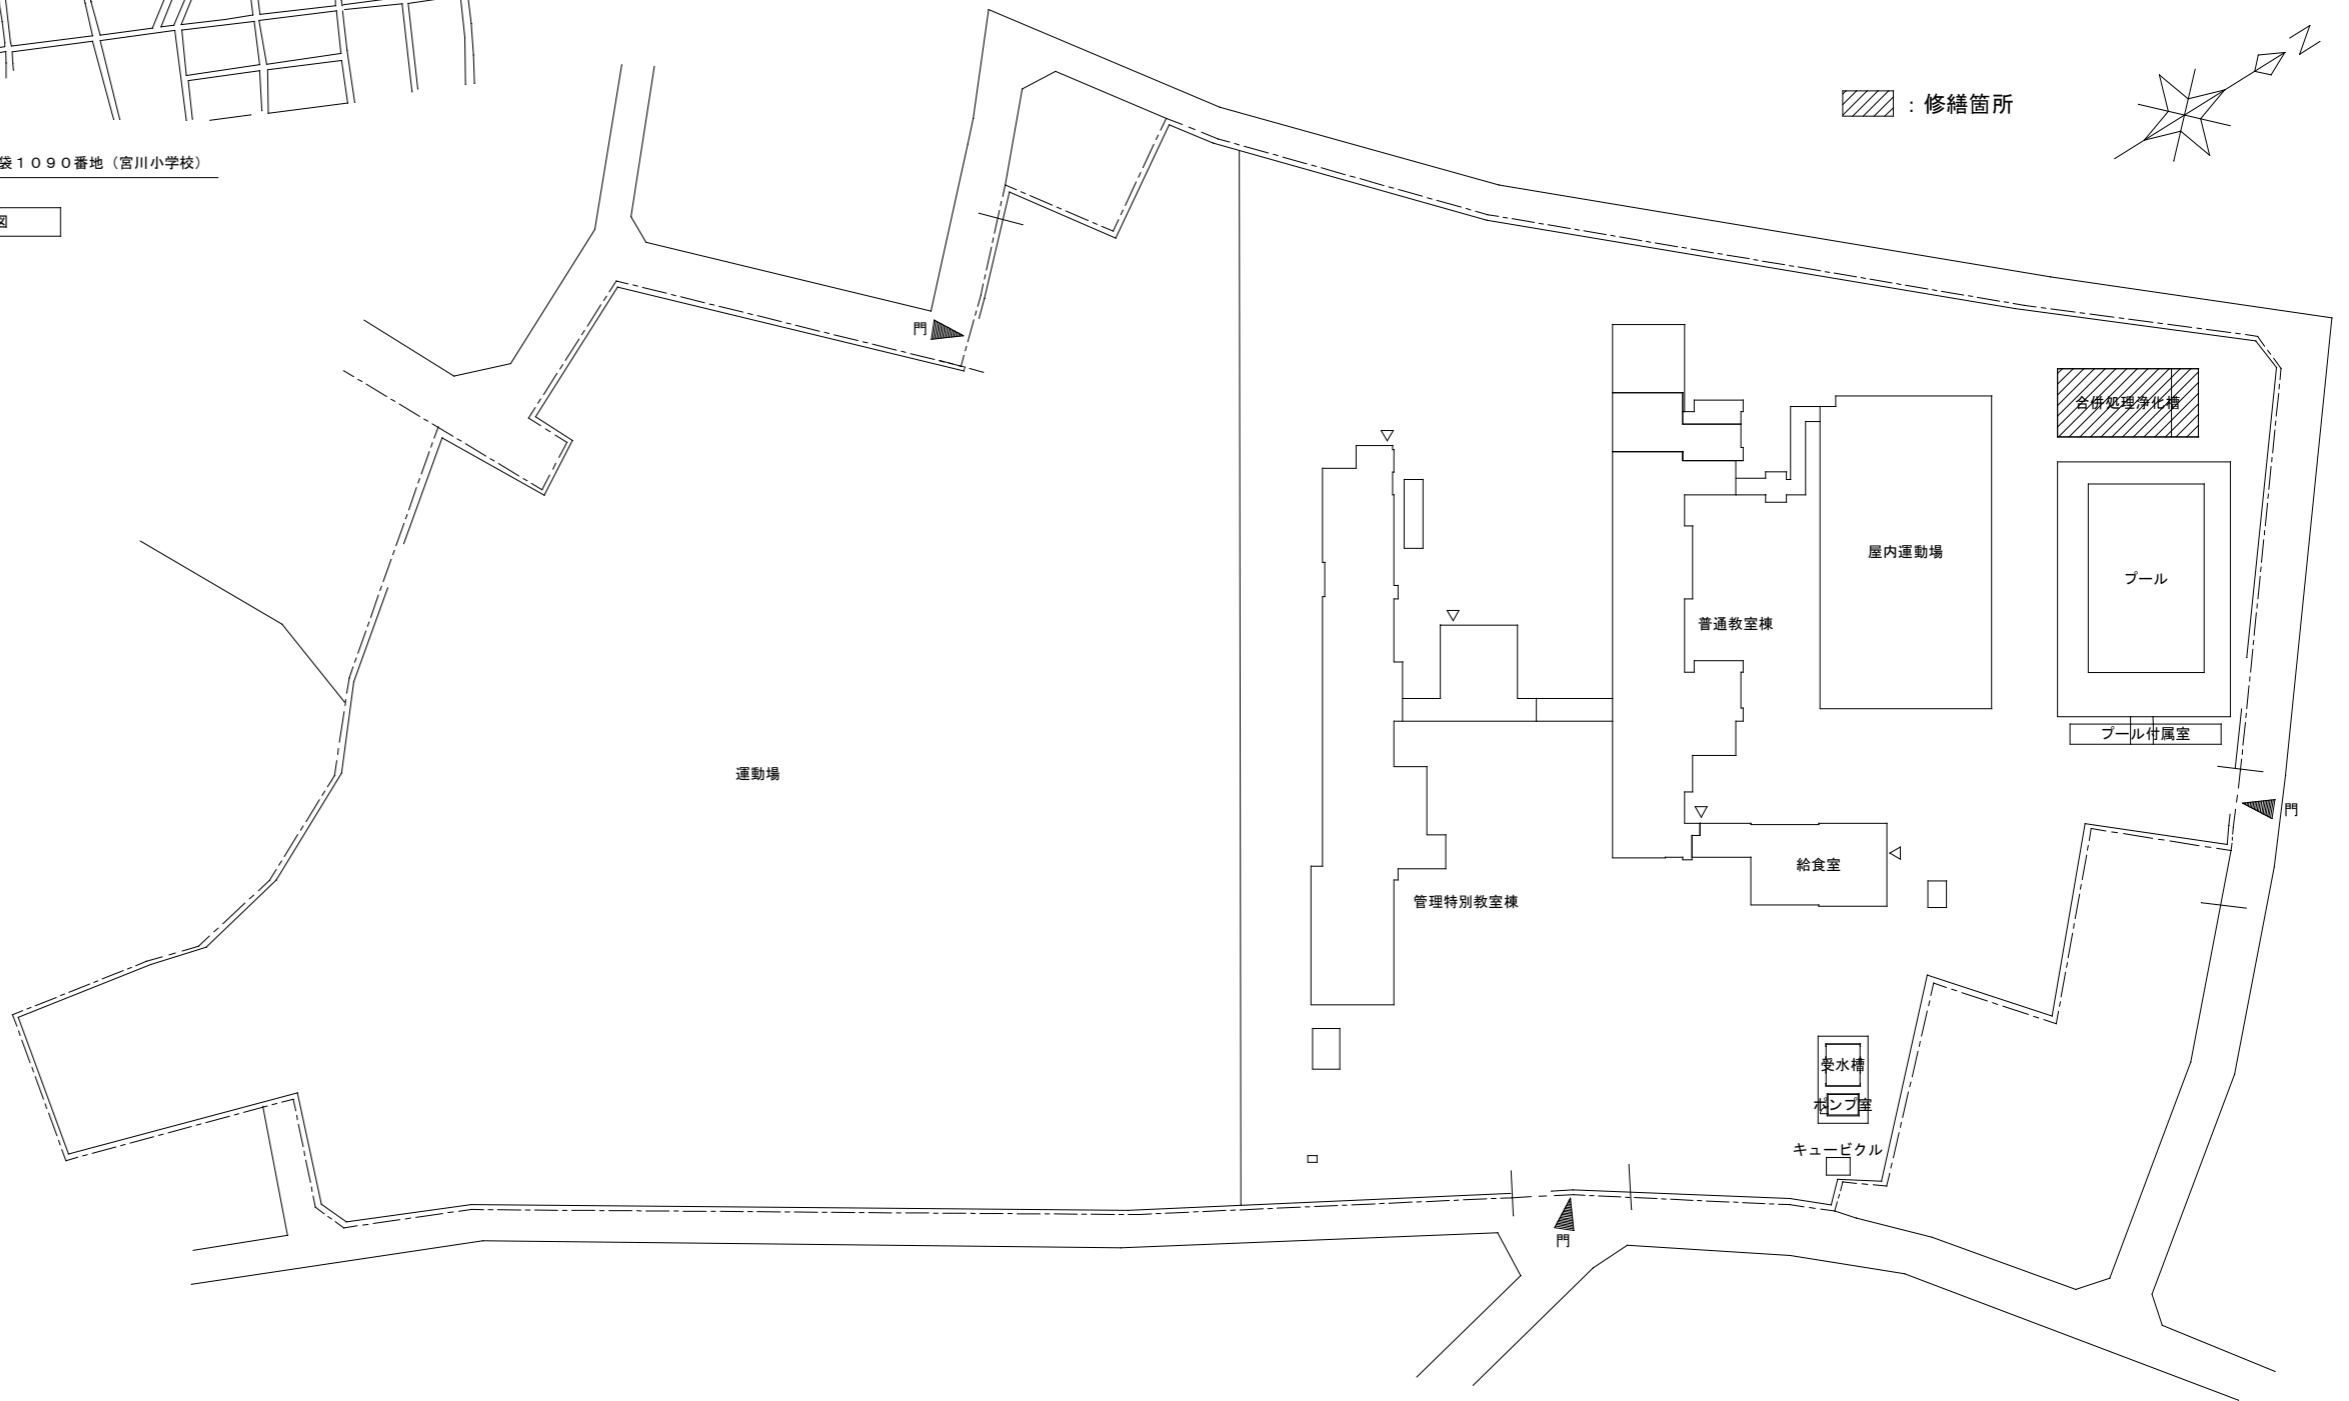 N
：修繕箇所
袋１０９０番地（宮川小学校）
図
門
合併処理浄化槽
屋内運動場
プール
普通教室棟
プール付属室
運動場
門
給食室
管理特別教室棟
受水槽
ポンプ室
キュービクル
門